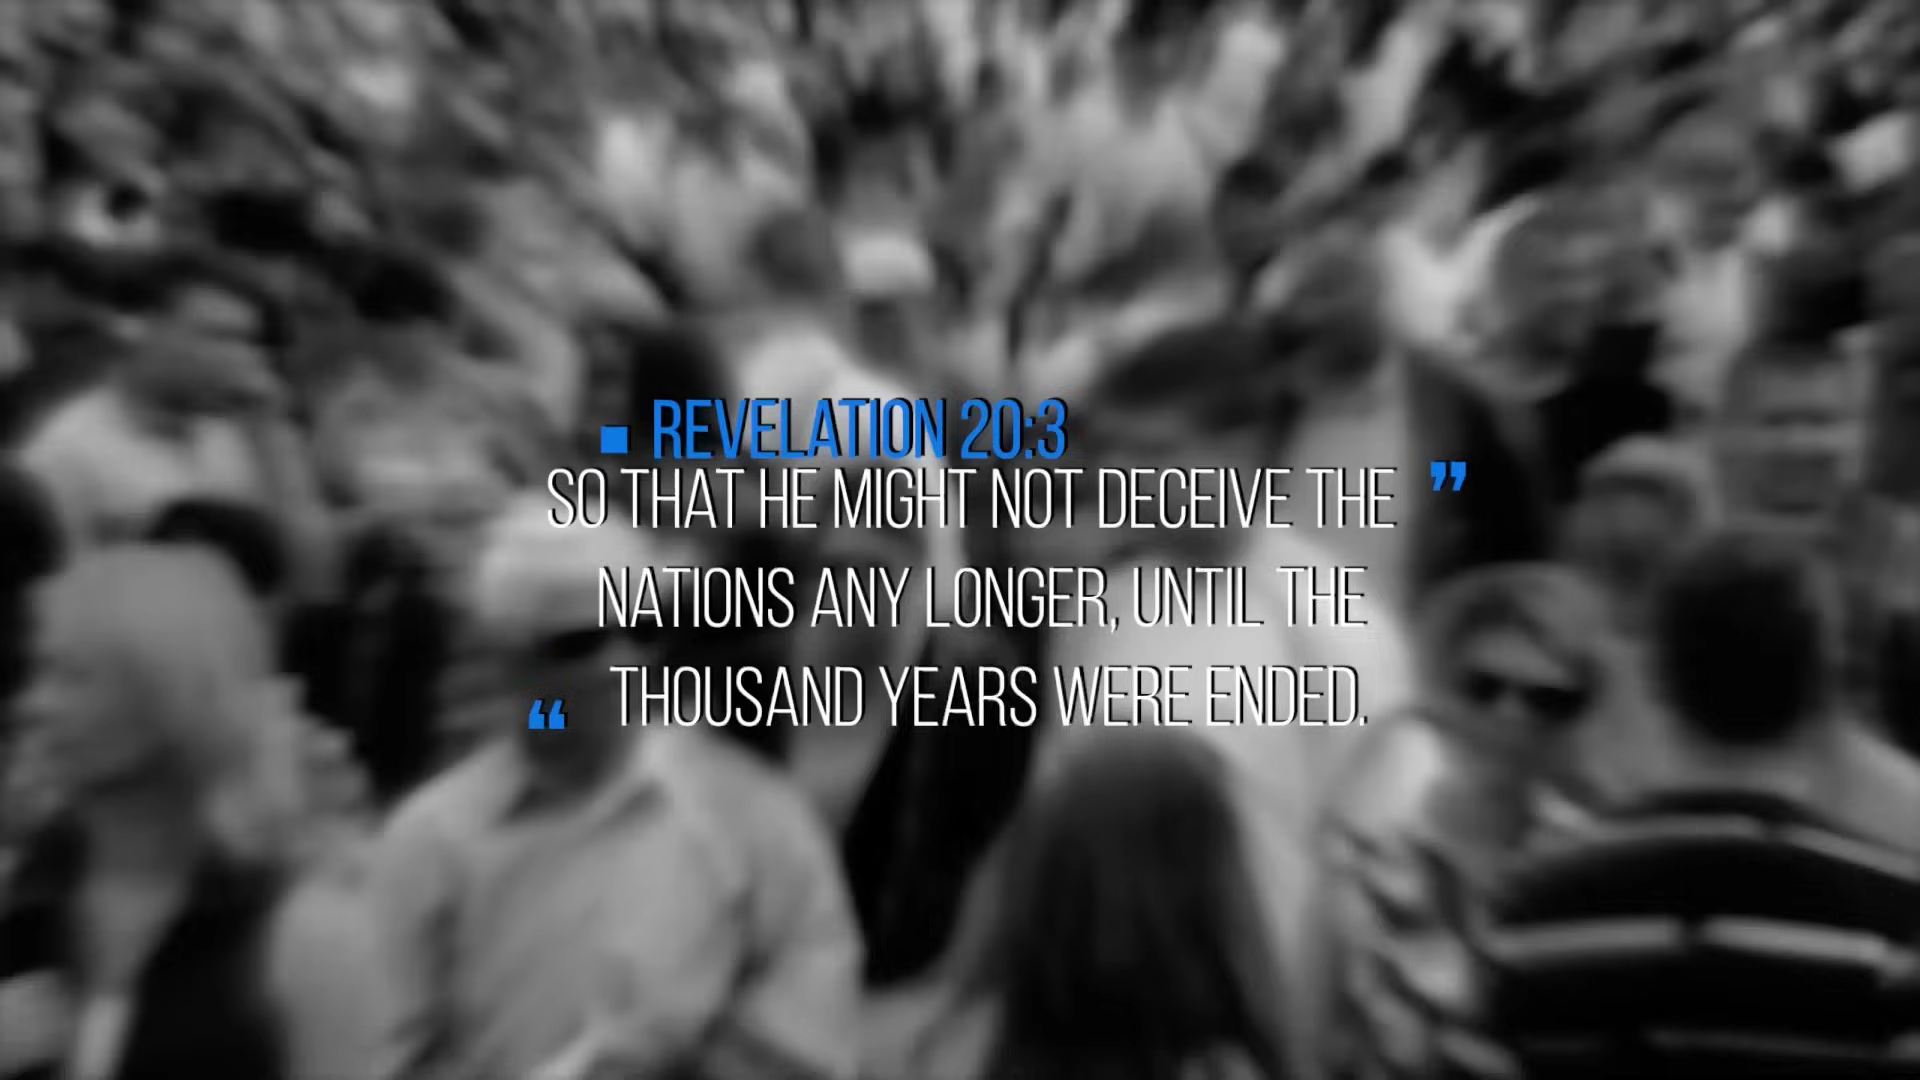 ■ REVELATION 20:3
SO THAT HE MIGHT NOT DECEIVE THE ”
NATIONS ANY LONGER, UNTIL THE
“ THOUSAND YEARS WERE ENDED.